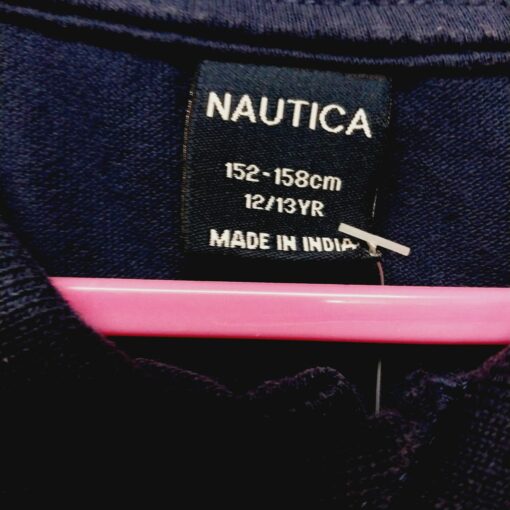 NAUTICA
152-158cm
12/13YR
MADE IN INDIA